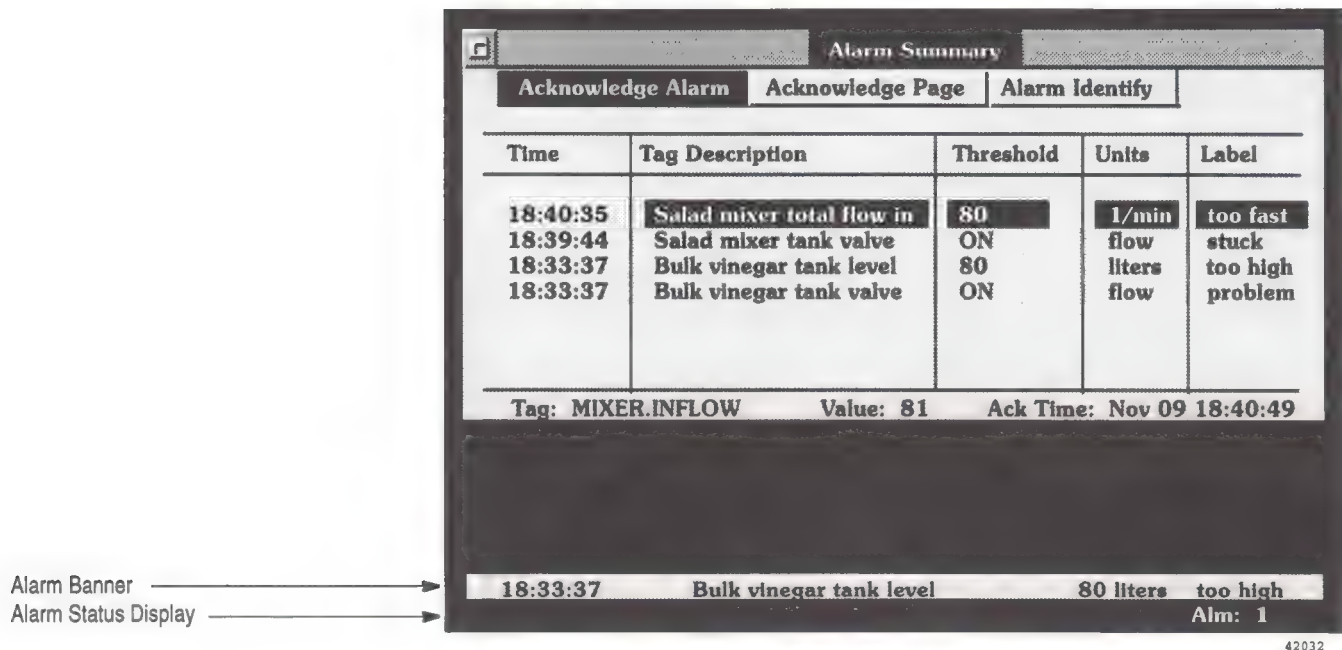 Alarm Summary
Acknowledge Alarm Acknowledge Page Alarm Identify
Time Tag Description Threshold Units Label
18:40:35 Salad mixer total flow in 80 1/min too fast
18:39:44 Salad mixer tank valve ON flow stuck
18:33:37 Bulk vinegar tank level 80 liters too high
18:33:37 Bulk vinegar tank valve ON flow problem
Tag: MIXER.INFLOW Value: 81 Ack Time: Nov 09 18:40:49
Alarm Banner 18:33:37 Bulk vinegar tank level 80 liters too high
Alarm Status Display Alm: 1
42032